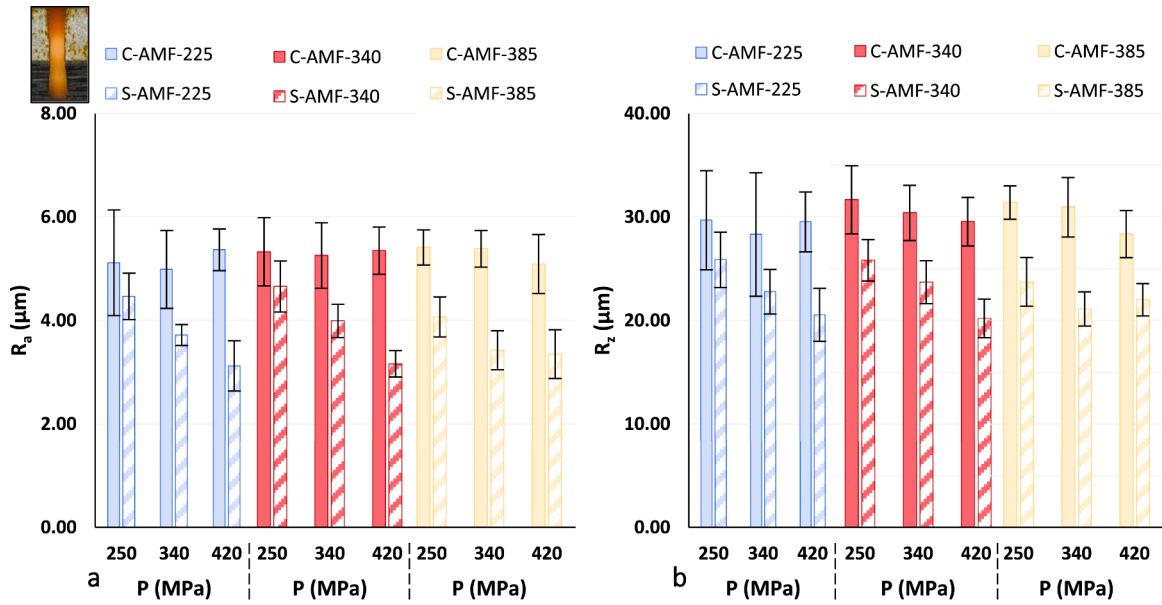 C-AMF-225 C-AMF-340 C-AMF-385
S-AMF-225 S-AMF-340 S-AMF-385
8.00
6.00
4.00
2.00
0.00
Ra (µm)
250 340 420 250 340 420 250 340 420
a P (MPa) P (MPa) P (MPa)
C-AMF-225 C-AMF-340 C-AMF-385
S-AMF-225 S-AMF-340 S-AMF-385
40.00
30.00
20.00
10.00
0.00
Rz (µm)
250 340 420 250 340 420 250 340 420
b P (MPa) P (MPa) P (MPa)